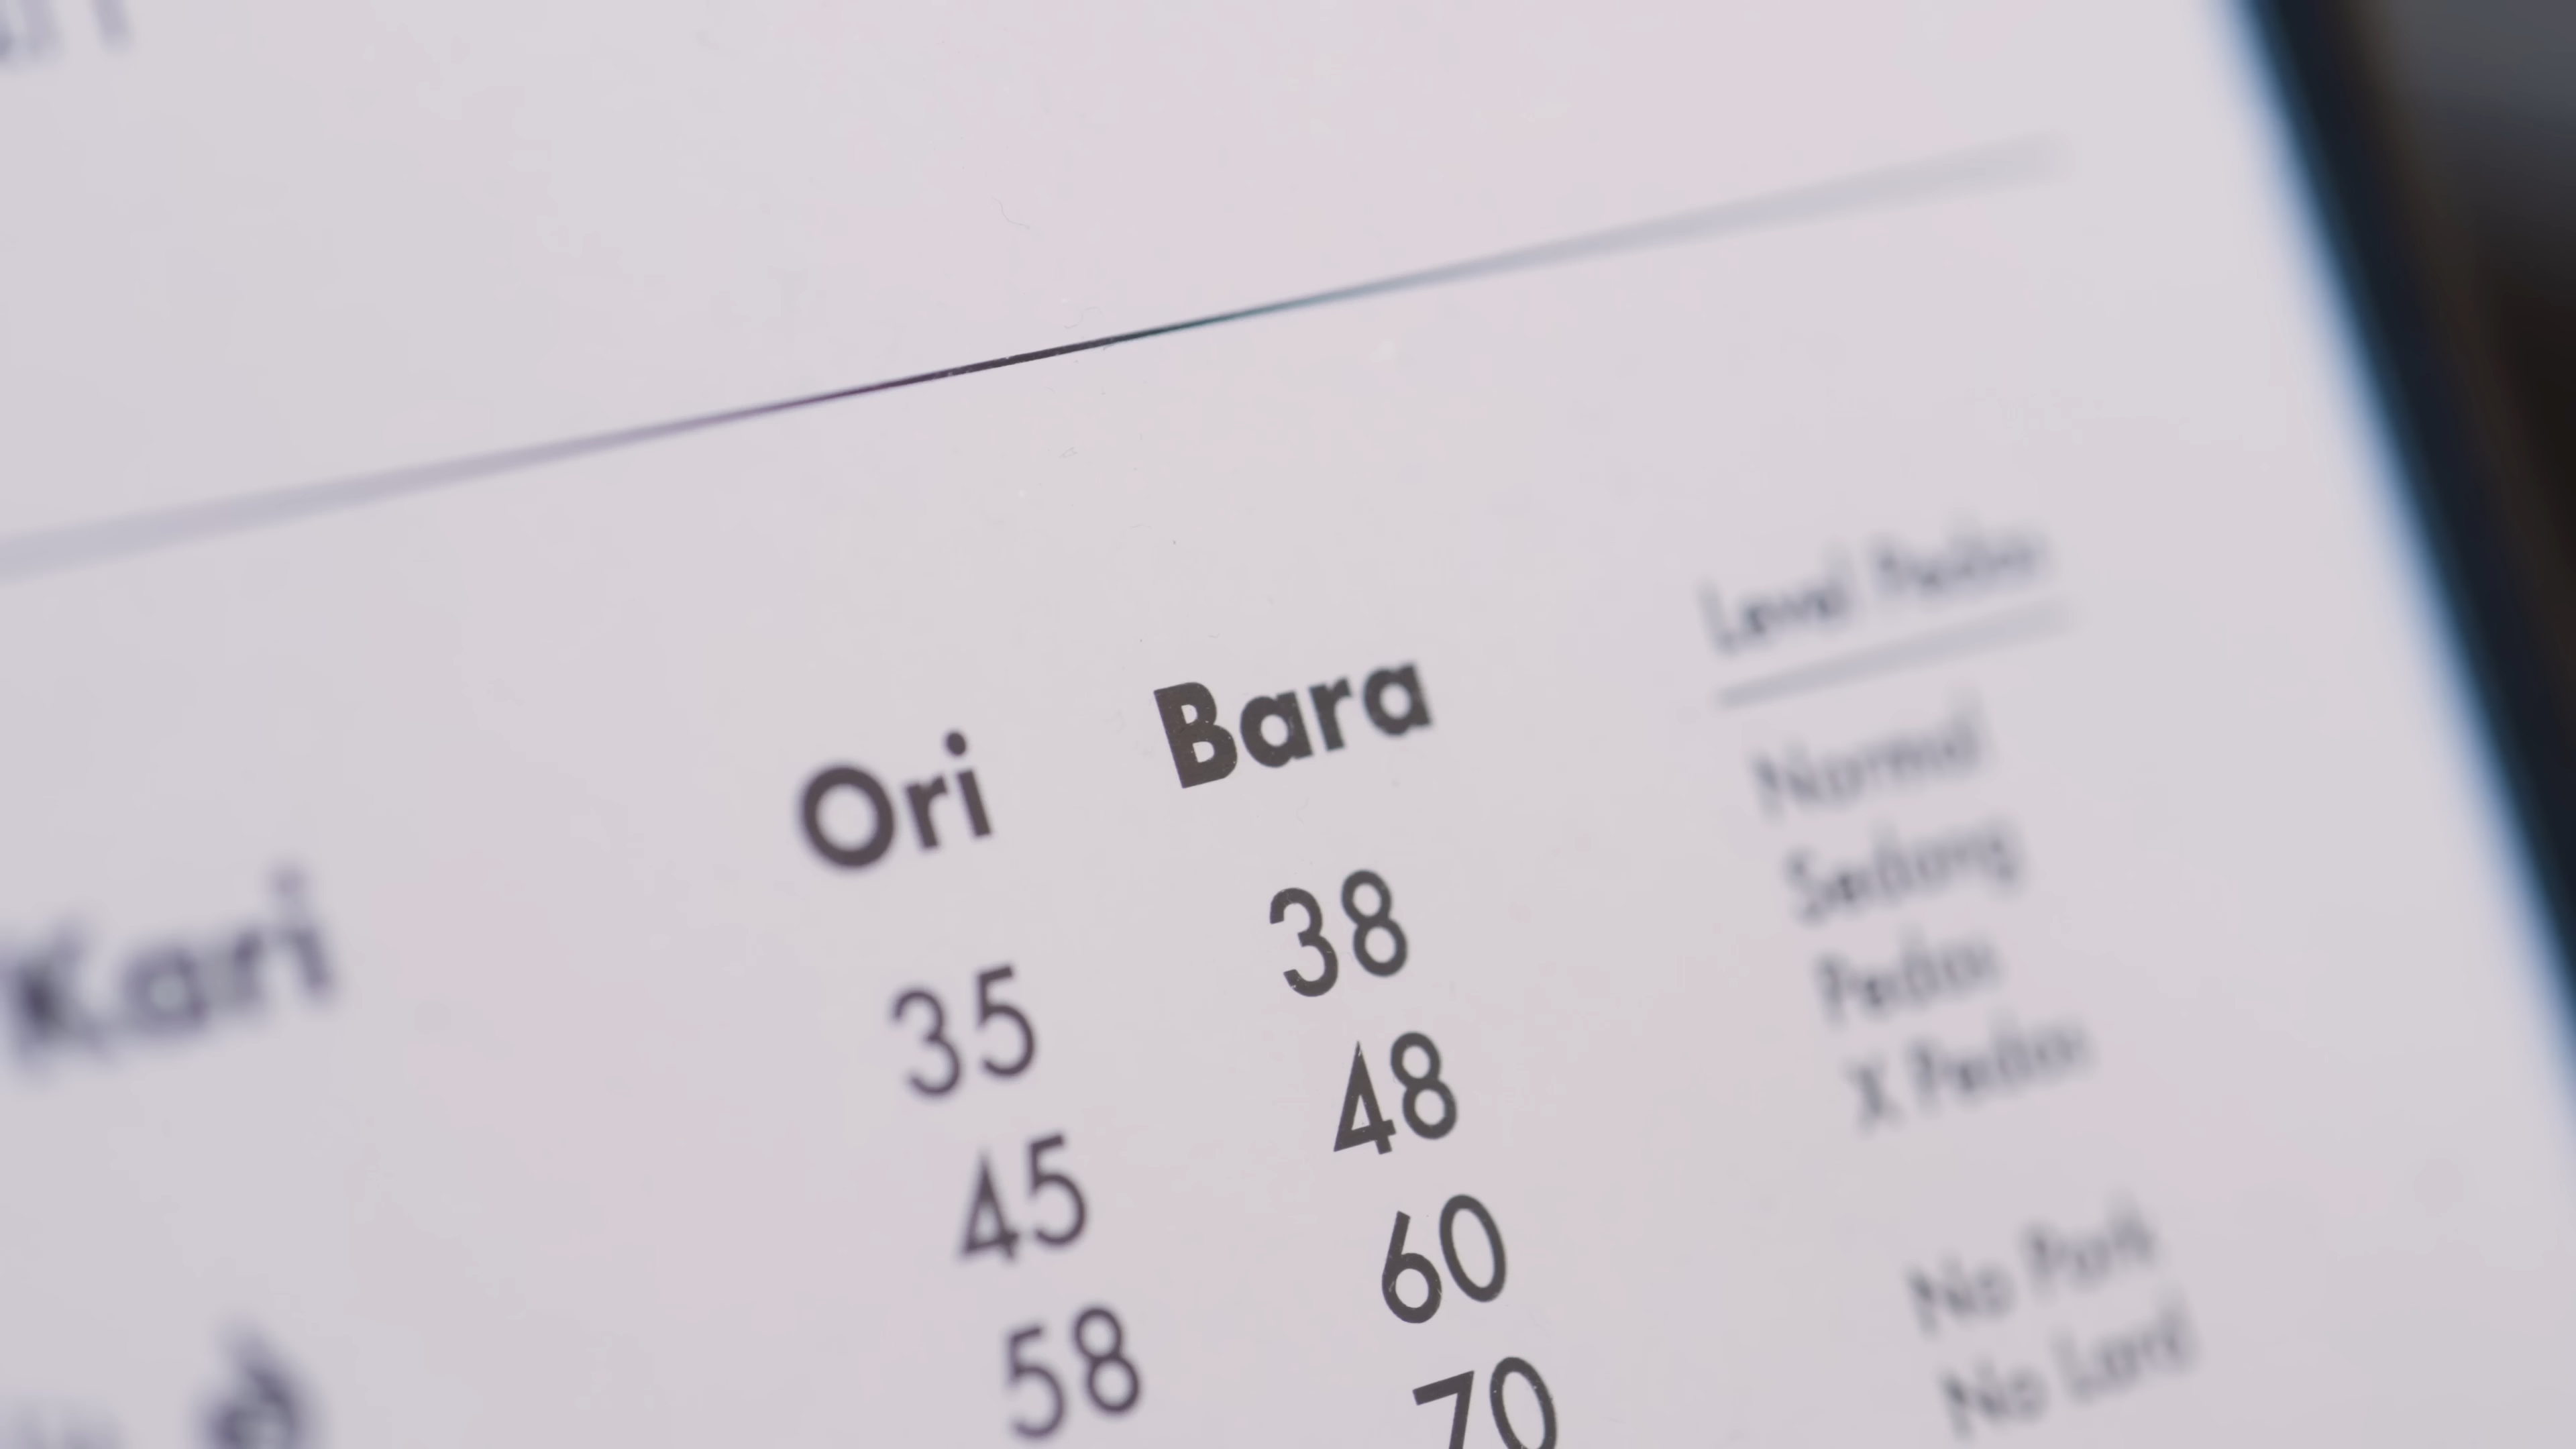 Kari
Ori Bara
35 38
45 48
58 60
70
Level Pedas
Normal
Sedang
Pedas
X Pedas
No Pork
No Lard